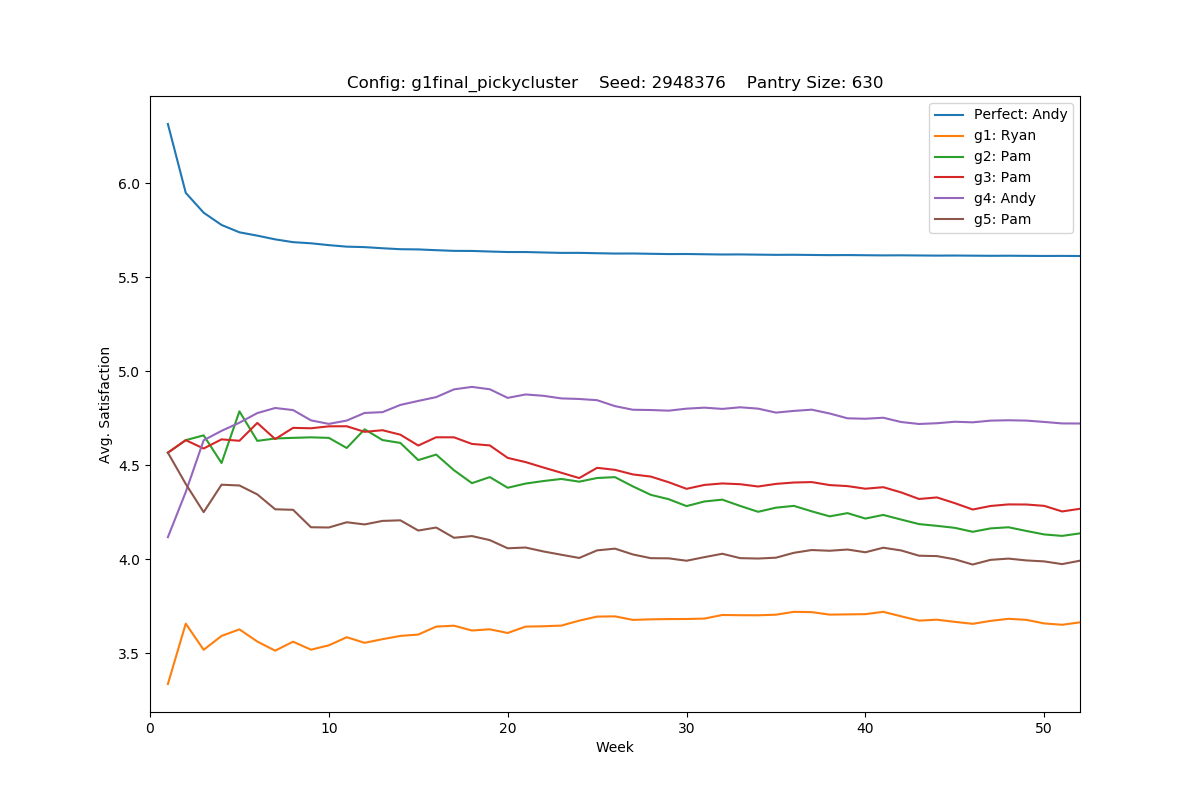 Config: g1final_pickycluster    Seed: 2948376    Pantry Size: 630
Perfect: Andy
g1: Ryan
g2: Pam
g3: Pam
g4: Andy
g5: Pam
Avg. Satisfaction
6.0
5.5
5.0
4.5
4.0
3.5
0 10 20 30 40 50
Week